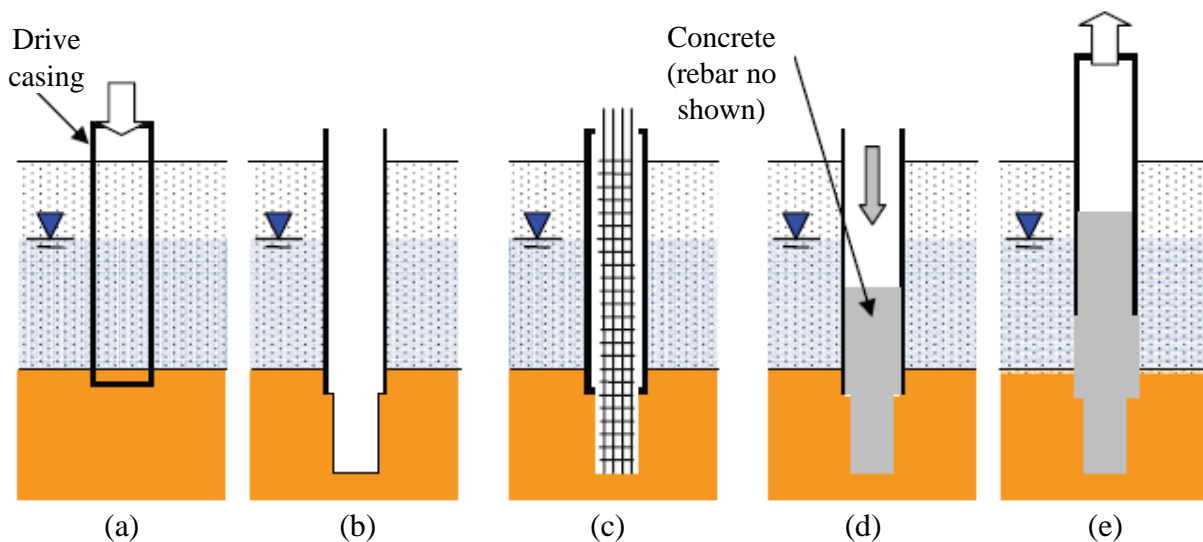 Drive
casing
Concrete
(rebar no
shown)
(a)
(b)
(c)
(d)
(e)